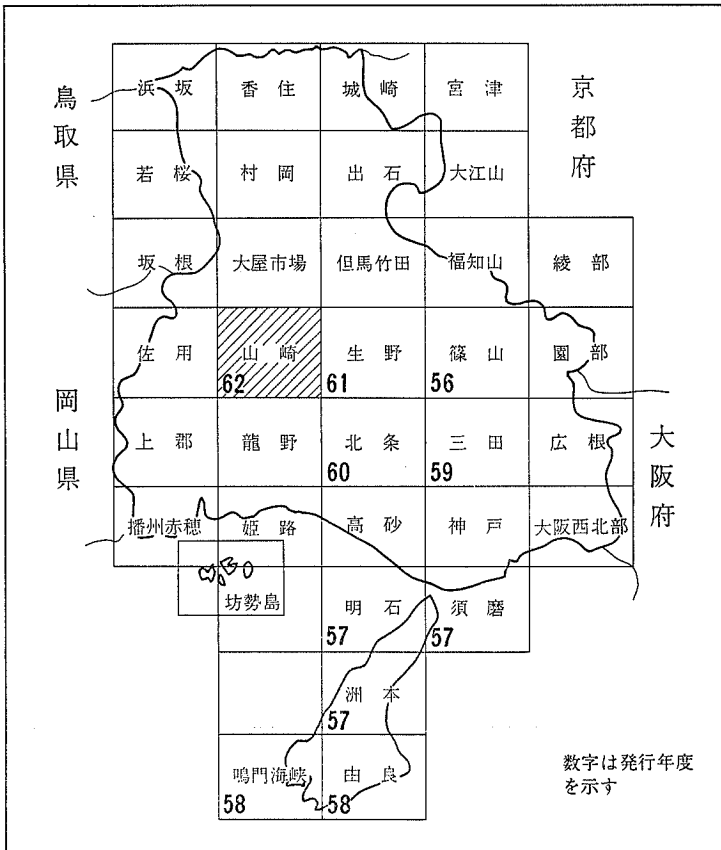 鳥取県
京都府
岡山県
大阪府
浜坂 香住 城崎 宮津
若桜 村岡 出石 大江山
坂根 大屋市場 但馬竹田 福知山 綾部
佐用 山崎 生野 篠山 園部
62 61 56
上郡 龍野 北条 三田 広根
60 59
播州赤穂 姫路 高砂 神戸 大阪西北部
坊勢島 明石 須磨
57 57
洲本
57
鳴門海峡 由良
58 58
数字は発行年度
を示す